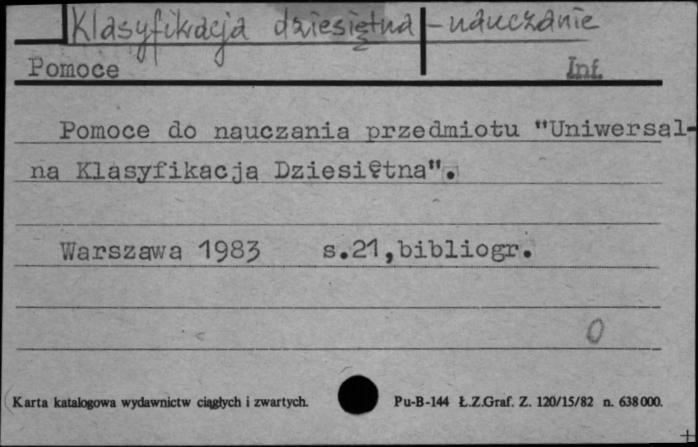 Klasyfikacja dziesiętna - nauczanie
Pomoce Inf.
Pomoce do nauczania przedmiotu "Uniwersal-
na Klasyfikacja Dziesiętna".
Warszawa 1983 s.21,bibliogr.
0
Karta katalogowa wydawnictw ciągłych i zwartych. Pu-B-144 Ł.Z.Graf. Z. 120/15/82 n. 638000.